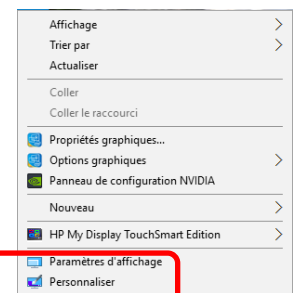 Affichage
Trier par
Actualiser
Coller
Coller le raccourci
Propriétés graphiques...
Options graphiques
Panneau de configuration NVIDIA
Nouveau
HP My Display TouchSmart Edition
Paramètres d'affichage
Personnaliser